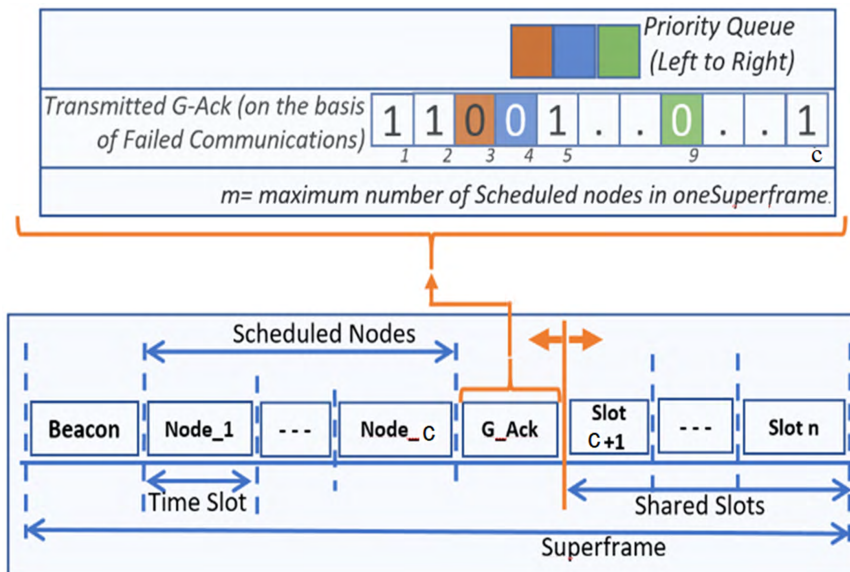 Priority Queue
(Left to Right)
Transmitted G-Ack (on the basis
of Failed Communications)
1 1 0 0 1 . . 0 . . 1
1 2 3 4 5 9 c
m= maximum number of Scheduled nodes in oneSuperframe.
Scheduled Nodes
Beacon Node_1 --- Node_c G_Ack Slot
C+1 --- Slot n
Time Slot
Shared Slots
Superframe